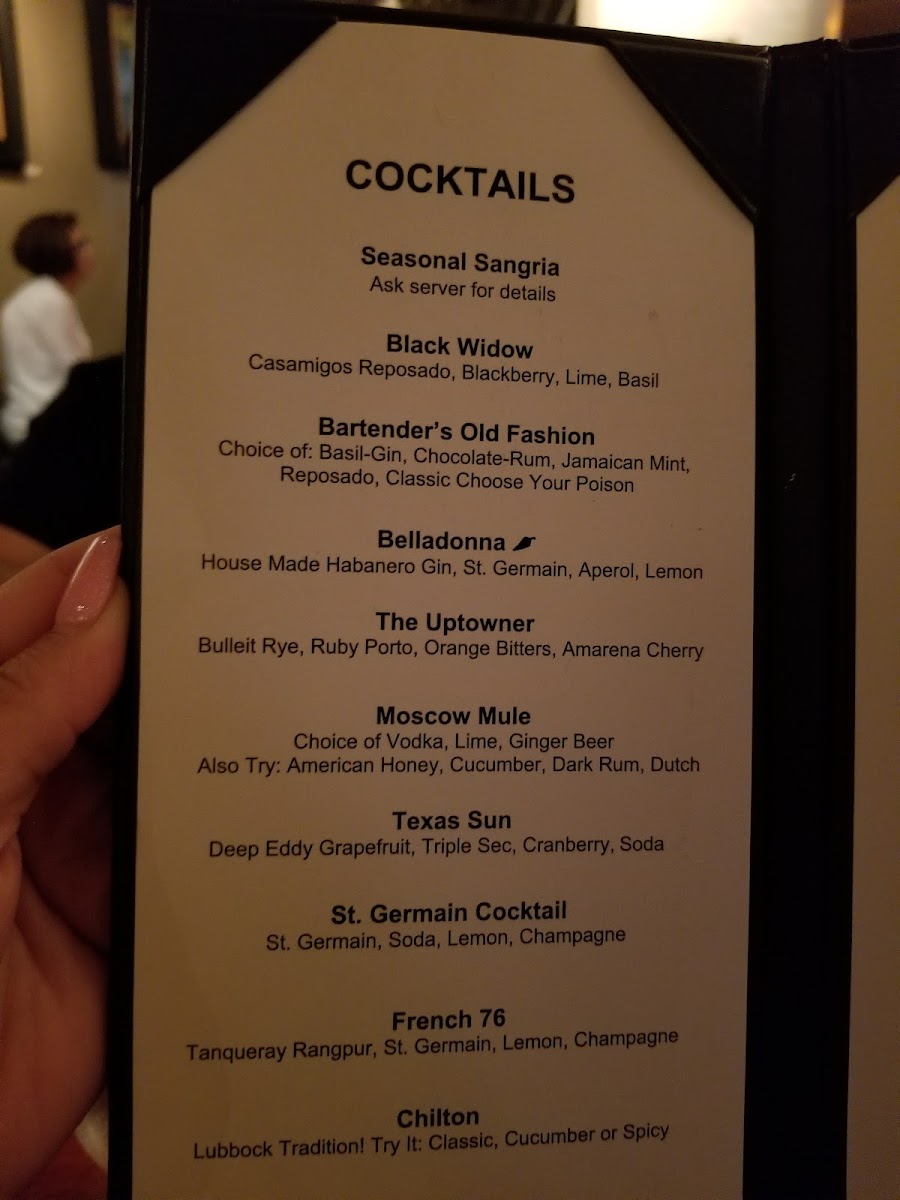 COCKTAILS
Seasonal Sangria
Ask server for details
Black Widow
Casamigos Reposado, Blackberry, Lime, Basil
Bartender's Old Fashion
Choice of: Basil-Gin, Chocolate-Rum, Jamaican Mint,
Reposado, Classic Choose Your Poison
Belladonna
House Made Habanero Gin, St. Germain, Aperol, Lemon
The Uptowner
Bulleit Rye, Ruby Porto, Orange Bitters, Amarena Cherry
Moscow Mule
Choice of Vodka, Lime, Ginger Beer
Also Try: American Honey, Cucumber, Dark Rum, Dutch
Texas Sun
Deep Eddy Grapefruit, Triple Sec, Cranberry, Soda
St. Germain Cocktail
St. Germain, Soda, Lemon, Champagne
French 76
Tanqueray Rangpur, St. Germain, Lemon, Champagne
Chilton
Lubbock Tradition! Try It: Classic, Cucumber or Spicy